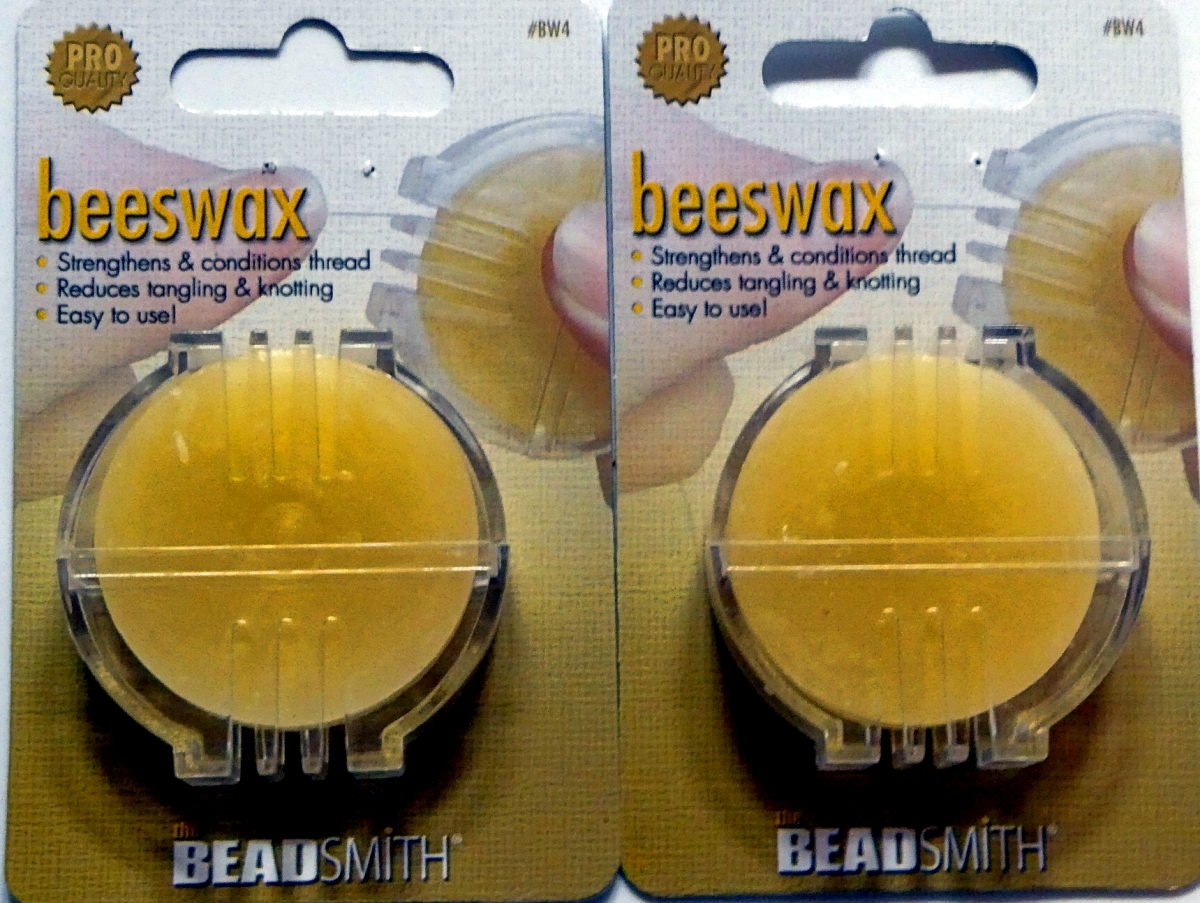 #BW4
PRO
QUALITY
beeswax
• Strengthens & conditions thread
• Reduces tangling & knotting
• Easy to use!
the
BEADSMiTH®
#BW4
PRO
QUALITY
beeswax
• Strengthens & conditions thread
• Reduces tangling & knotting
• Easy to use!
the
BEADSMiTH®